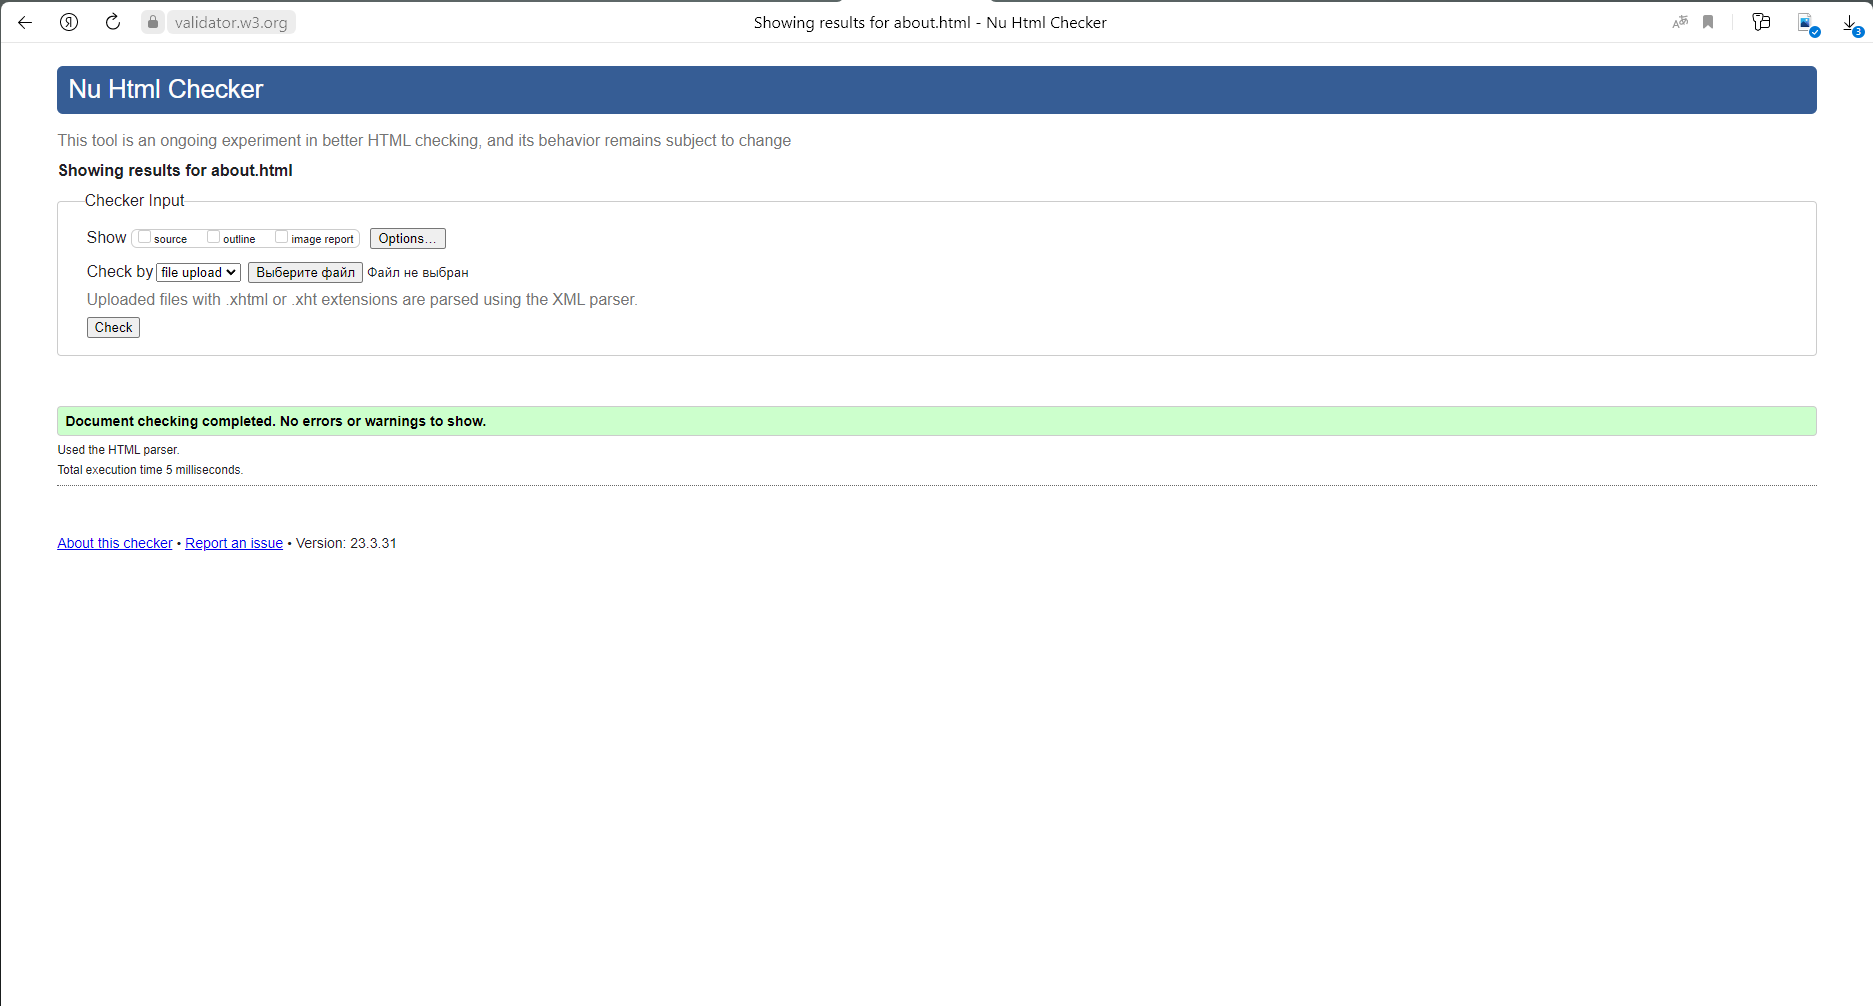 validator.w3.org
Showing results for about.html - Nu Html Checker
3
Nu Html Checker
This tool is an ongoing experiment in better HTML checking, and its behavior remains subject to change
Showing results for about.html
Checker Input
Show source outline image report Options...
Check by file upload Выберите файл Файл не выбран
Uploaded files with .xhtml or .xht extensions are parsed using the XML parser.
Check
Document checking completed. No errors or warnings to show.
Used the HTML parser.
Total execution time 5 milliseconds.
About this checker • Report an issue • Version: 23.3.31